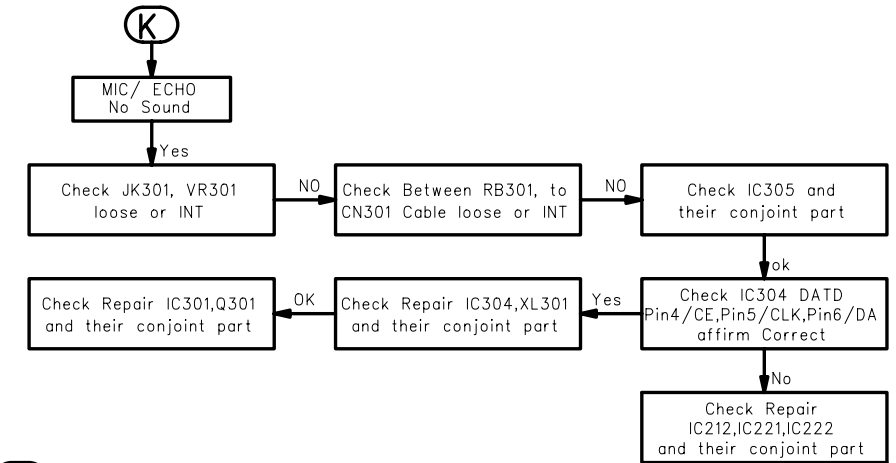 K
MIC/ ECHO
No Sound
Yes
Check JK301, VR301
loose or INT
NO
Check Between RB301, to
CN301 Cable loose or INT
NO
Check IC305 and
their conjoint part
ok
Check IC304 DATD
Pin4/CE,Pin5/CLK,Pin6/DA
affirm Correct
Yes
Check Repair IC304,XL301
and their conjoint part
OK
Check Repair IC301,Q301
and their conjoint part
No
Check Repair
IC212,IC221,IC222
and their conjoint part